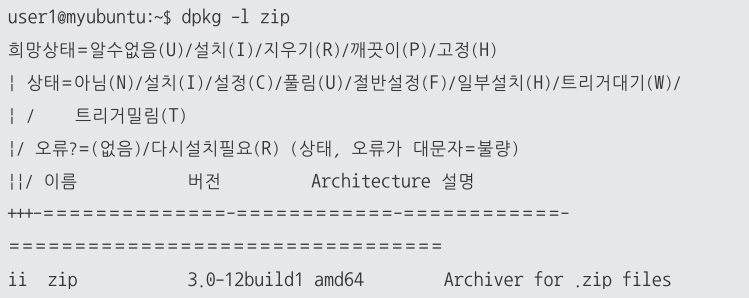 user1@myubuntu:~$ dpkg -l zip
희망상태=알수없음(U)/설치(I)/지우기(R)/깨끗이(P)/고정(H)
¦ 상태=아님(N)/설치(I)/설정(C)/풀림(U)/절반설정(F)/일부설치(H)/트리거대기(W)/
¦ /    트리거밀림(T)
¦/ 오류?=(없음)/다시설치필요(R) (상태, 오류가 대문자=불량)
¦¦/ 이름           버전         Architecture 설명
+++-==============-============-============-
=================================
ii  zip            3.0-12build1 amd64        Archiver for .zip files